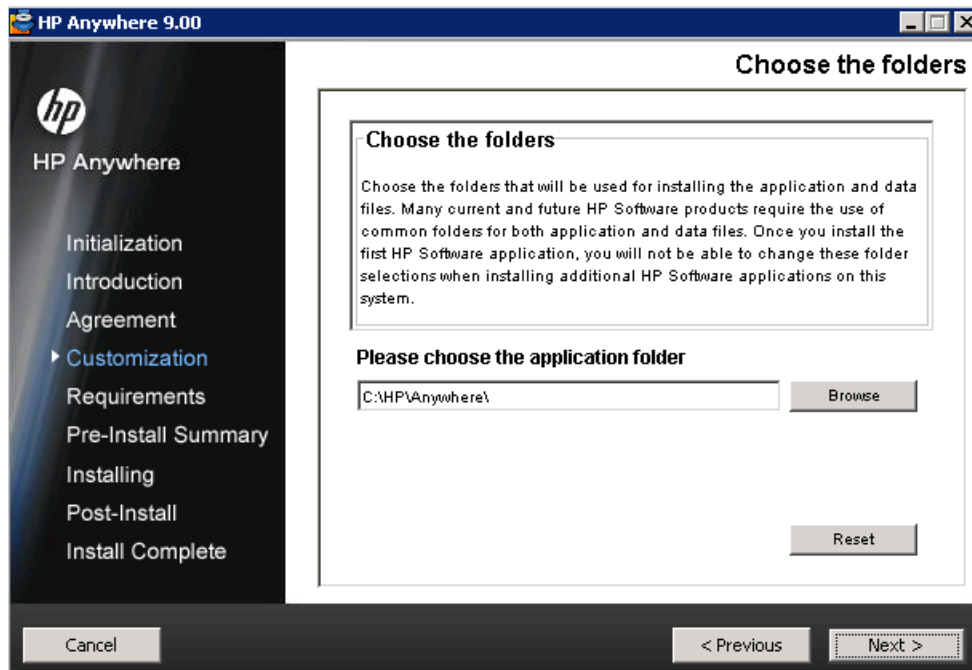 HP Anywhere 9.00
Choose the folders
hp
HP Anywhere
Initialization
Introduction
Agreement
Customization
Requirements
Pre-Install Summary
Installing
Post-Install
Install Complete
Choose the folders
Choose the folders that will be used for installing the application and data
files. Many current and future HP Software products require the use of
common folders for both application and data files. Once you install the
first HP Software application, you will not be able to change these folder
selections when installing additional HP Software applications on this
system.
Please choose the application folder
C:\HP\Anywhere\
Browse
Reset
Cancel
< Previous
Next >